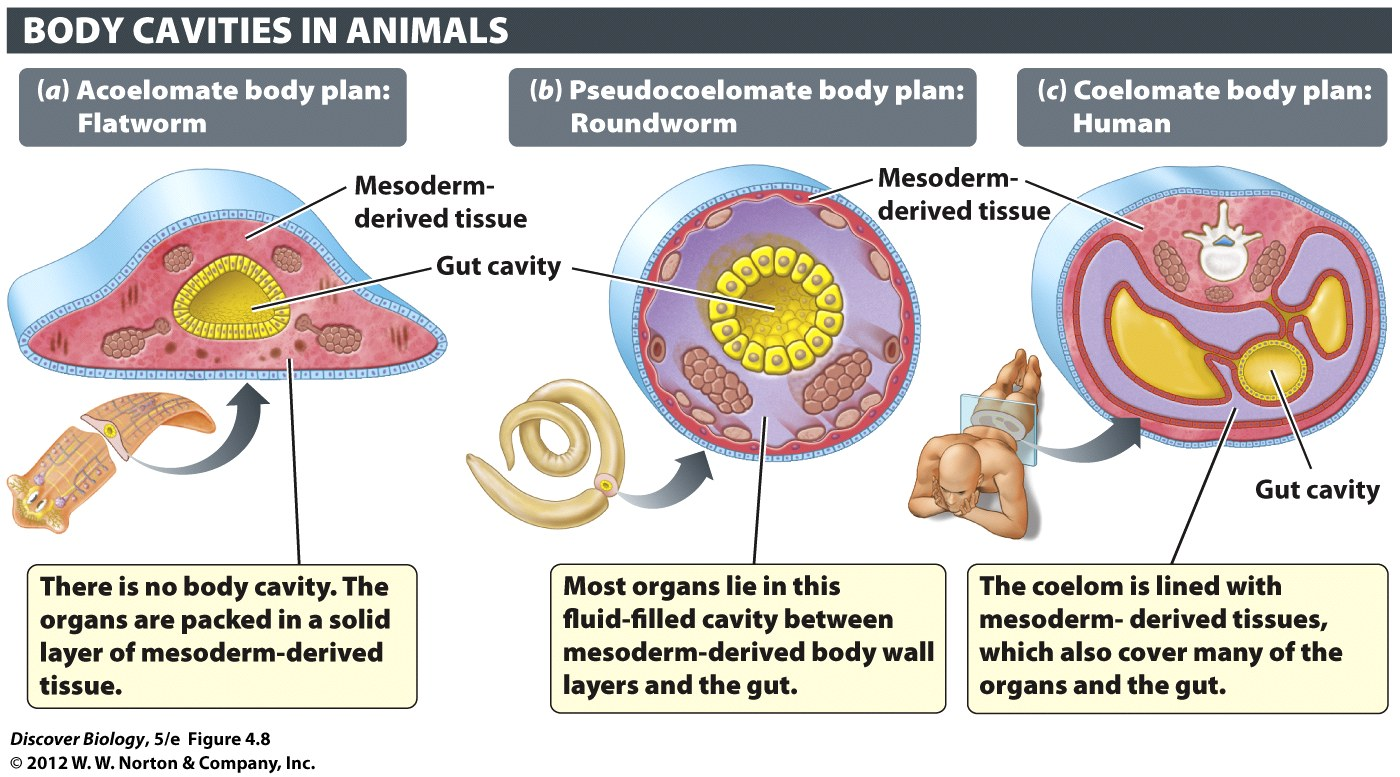 BODY CAVITIES IN ANIMALS
(a) Acoelomate body plan:
Flatworm
(b) Pseudocoelomate body plan:
Roundworm
(c) Coelomate body plan:
Human
Mesoderm-
derived tissue
Gut cavity
Mesoderm-
derived tissue
Gut cavity
There is no body cavity. The
organs are packed in a solid
layer of mesoderm-derived
tissue.
Most organs lie in this
fluid-filled cavity between
mesoderm-derived body wall
layers and the gut.
The coelom is lined with
mesoderm- derived tissues,
which also cover many of the
organs and the gut.
Discover Biology, 5/e Figure 4.8
© 2012 W. W. Norton & Company, Inc.